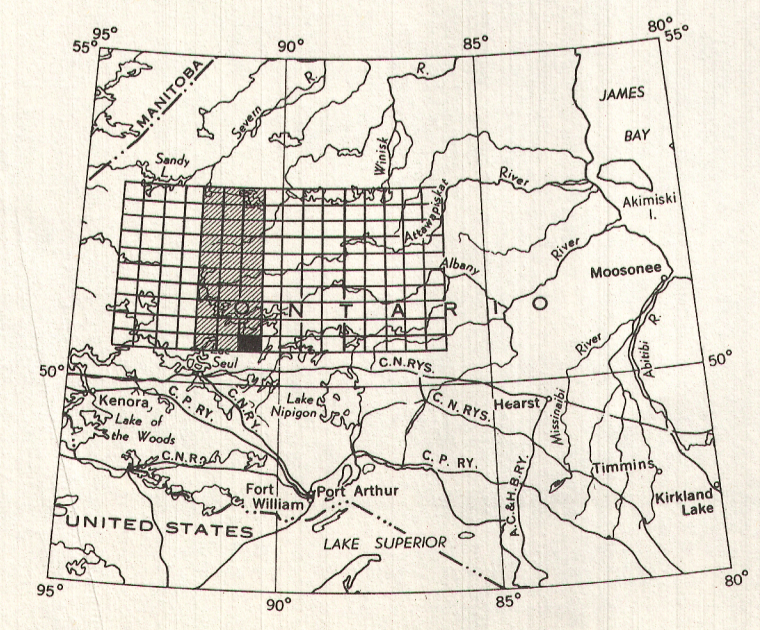 95° 90° 85° 80°
55° 55°
MANITOBA
R.
Severn
R.
JAMES
BAY
Winisk
Sandy
L.
River
Attawapiskat
Akimiski
I.
River
Albany
Moosonee
O N T A R I O
R.
Abitibi
River
Seul
C.N.RYS.
50° 50°
Kenora
C. P. RY.
C.N.RY.
Lake of
the Woods
Lake
Nipigon
C. N. RYS.
Hearst
Missinaibi
C.N.R.
C. P. RY.
Timmins
Fort
William
Port Arthur
A.C.&H.B.RY.
Kirkland
Lake
UNITED STATES
LAKE SUPERIOR
95° 90° 85° 80°